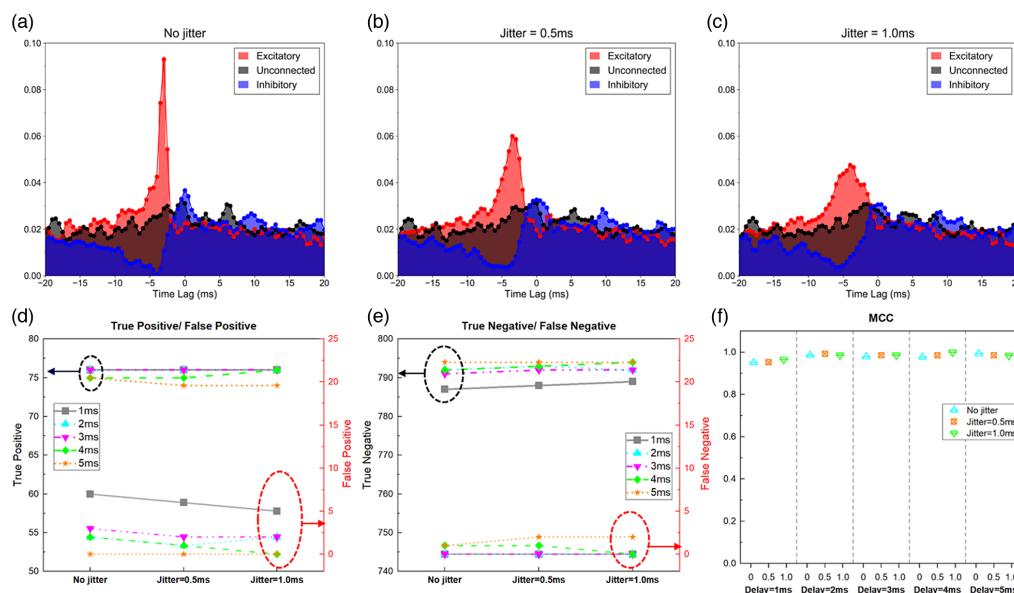 (a)
No jitter
0.10
0.08
0.06
0.04
0.02
0.00
Excitatory
Unconnected
Inhibitory
−20 −15 −10 −5 0 5 10 15 20
Time Lag (ms)
(b)
Jitter = 0.5ms
0.10
0.08
0.06
0.04
0.02
0.00
Excitatory
Unconnected
Inhibitory
−20 −15 −10 −5 0 5 10 15 20
Time Lag (ms)
(c)
Jitter = 1.0ms
0.10
0.08
0.06
0.04
0.02
0.00
Excitatory
Unconnected
Inhibitory
−20 −15 −10 −5 0 5 10 15 20
Time Lag (ms)
(d)
True Positive/ False Positive
True Positive
80
75
70
65
60
55
50
1ms
2ms
3ms
4ms
5ms
25
20
15
10
5
0
False Positive
No jitter Jitter=0.5ms Jitter=1.0ms
(e)
True Negative/ False Negative
True Negative
800
790
780
770
760
750
740
1ms
2ms
3ms
4ms
5ms
25
20
15
10
5
0
False Negative
No jitter Jitter=0.5ms Jitter=1.0ms
(f)
MCC
1.0
0.8
0.6
0.4
0.2
0.0
No jitter
Jitter=0.5ms
Jitter=1.0ms
0 0.5 1.0 0 0.5 1.0 0 0.5 1.0 0 0.5 1.0 0 0.5 1.0
Delay=1ms Delay=2ms Delay=3ms Delay=4ms Delay=5ms